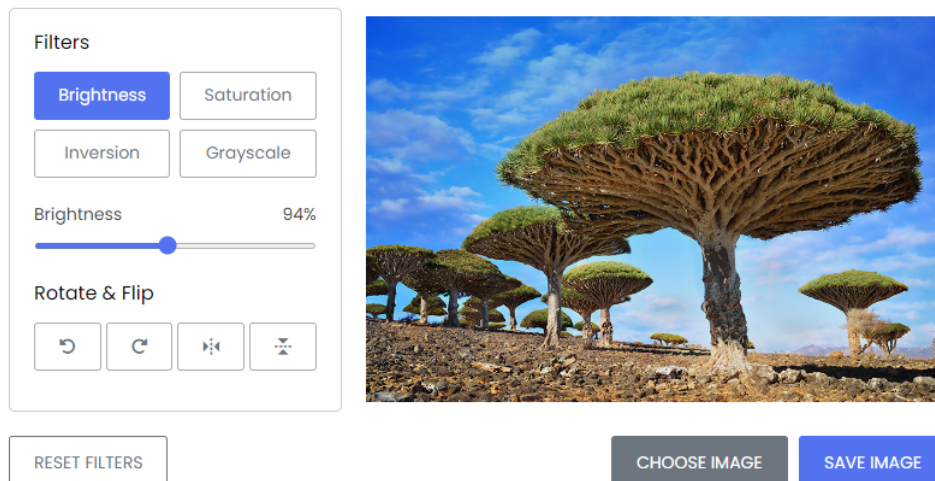 Filters
Brightness
Saturation
Inversion
Grayscale
Brightness 94%
Rotate & Flip
RESET FILTERS
CHOOSE IMAGE
SAVE IMAGE